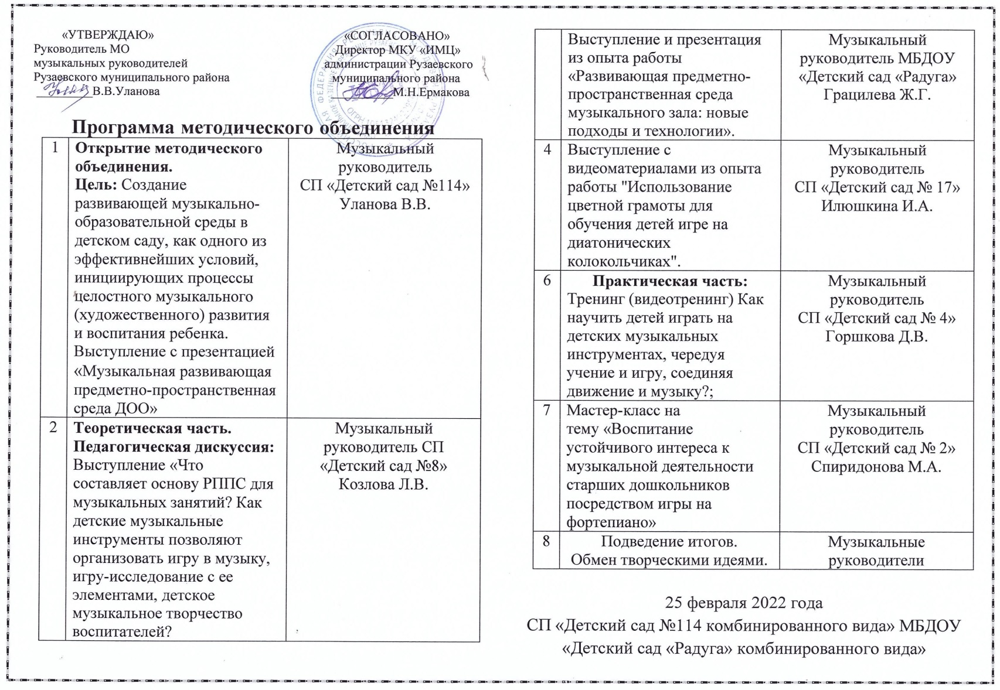 «УТВЕРЖДАЮ»
Руководитель МО
музыкальных руководителей
Рузаевского муниципального района
__________В.В.Уланова
«СОГЛАСОВАНО»
Директор МКУ «ИМЦ»
администрации Рузаевского
муниципального района
___________М.Н.Ермакова
Программа методического объединения
1
Открытие методического
объединения.
Цель: Создание
развивающей музыкально-
образовательной среды в
детском саду, как одного из
эффективнейших условий,
инициирующих процессы
целостного музыкального
(художественного) развития
и воспитания ребенка.
Выступление с презентацией
«Музыкальная развивающая
предметно-пространственная
среда ДОО»
Музыкальный
руководитель
СП «Детский сад №114»
Уланова В.В.
2
Теоретическая часть.
Педагогическая дискуссия:
Выступление «Что
составляет основу РППС для
музыкальных занятий? Как
детские музыкальные
инструменты позволяют
организовать игру в музыку,
игру-исследование с ее
элементами, детское
музыкальное творчество
воспитателей?
Музыкальный
руководитель СП
«Детский сад №8»
Козлова Л.В.
Выступление и презентация
из опыта работы
«Развивающая предметно-
пространственная среда
музыкального зала: новые
подходы и технологии».
Музыкальный
руководитель МБДОУ
«Детский сад «Радуга»
Грацилева Ж.Г.
4
Выступление с
видеоматериалами из опыта
работы "Использование
цветной грамоты для
обучения детей игре на
диатонических
колокольчиках".
Музыкальный
руководитель
СП «Детский сад № 17»
Илюшкина И.А.
6
Практическая часть:
Тренинг (видеотренинг) Как
научить детей играть на
детских музыкальных
инструментах, чередуя
учение и игру, соединяя
движение и музыку?;
Музыкальный
руководитель
СП «Детский сад № 4»
Горшкова Д.В.
7
Мастер-класс на
тему «Воспитание
устойчивого интереса к
музыкальной деятельности
старших дошкольников
посредством игры на
фортепиано»
Музыкальный
руководитель
СП «Детский сад № 2»
Спиридонова М.А.
8
Подведение итогов.
Обмен творческими идеями.
Музыкальные
руководители
25 февраля 2022 года
СП «Детский сад №114 комбинированного вида» МБДОУ
«Детский сад «Радуга» комбинированного вида»